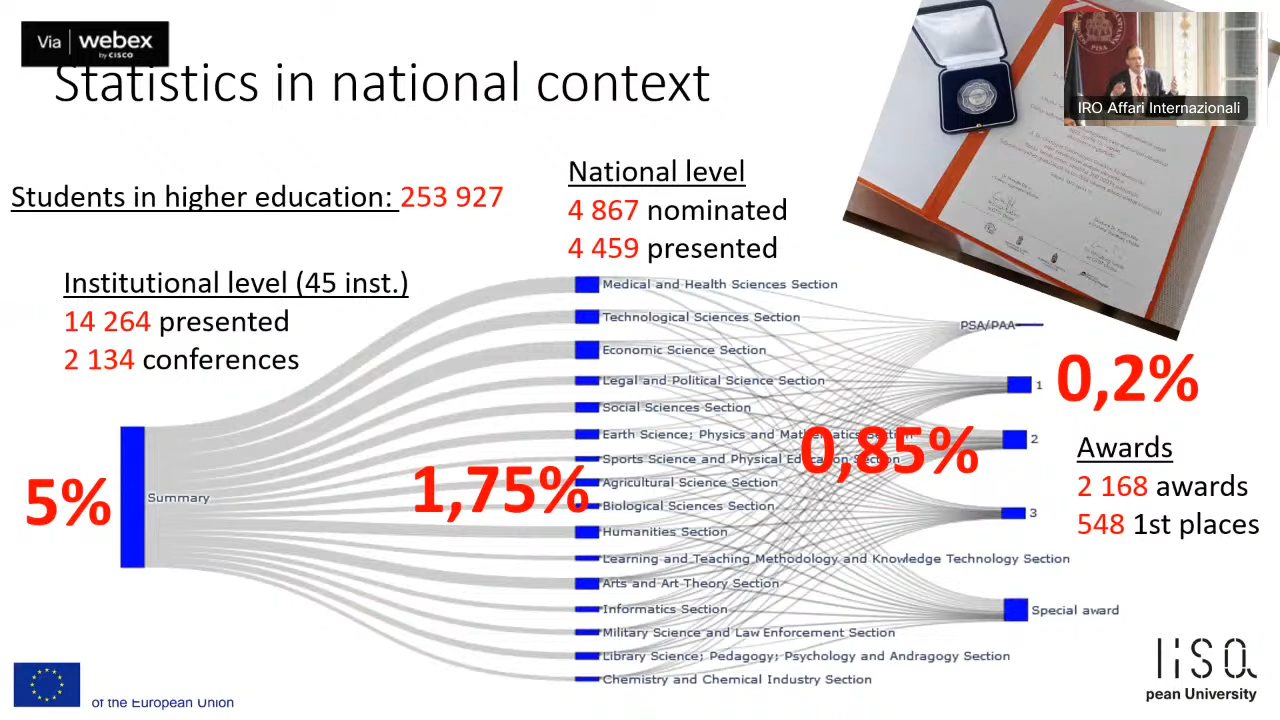 Via webex
by CISCO
Statistics in national context
PISA
IRO Affari Internazionali
Students in higher education: 253 927
National level
4 867 nominated
4 459 presented
Institutional level (45 inst.)
14 264 presented
2 134 conferences
Medical and Health Sciences Section
Technological Sciences Section
Economic Science Section
Legal and Political Science Section
Social Sciences Section
Earth Science; Physics and Mathematics Section
Sports Science and Physical Education Section
Agricultural Science Section
Biological Sciences Section
Humanities Section
Learning and Teaching Methodology and Knowledge Technology Section
Arts and Art Theory Section
Informatics Section
Military Science and Law Enforcement Section
Library Science; Pedagogy; Psychology and Andragogy Section
Chemistry and Chemical Industry Section
Summary
5%
1,75%
0,85%
PSA/PAA
1
2
3
Special award
0,2%
Awards
2 168 awards
548 1st places
of the European Union
pean University